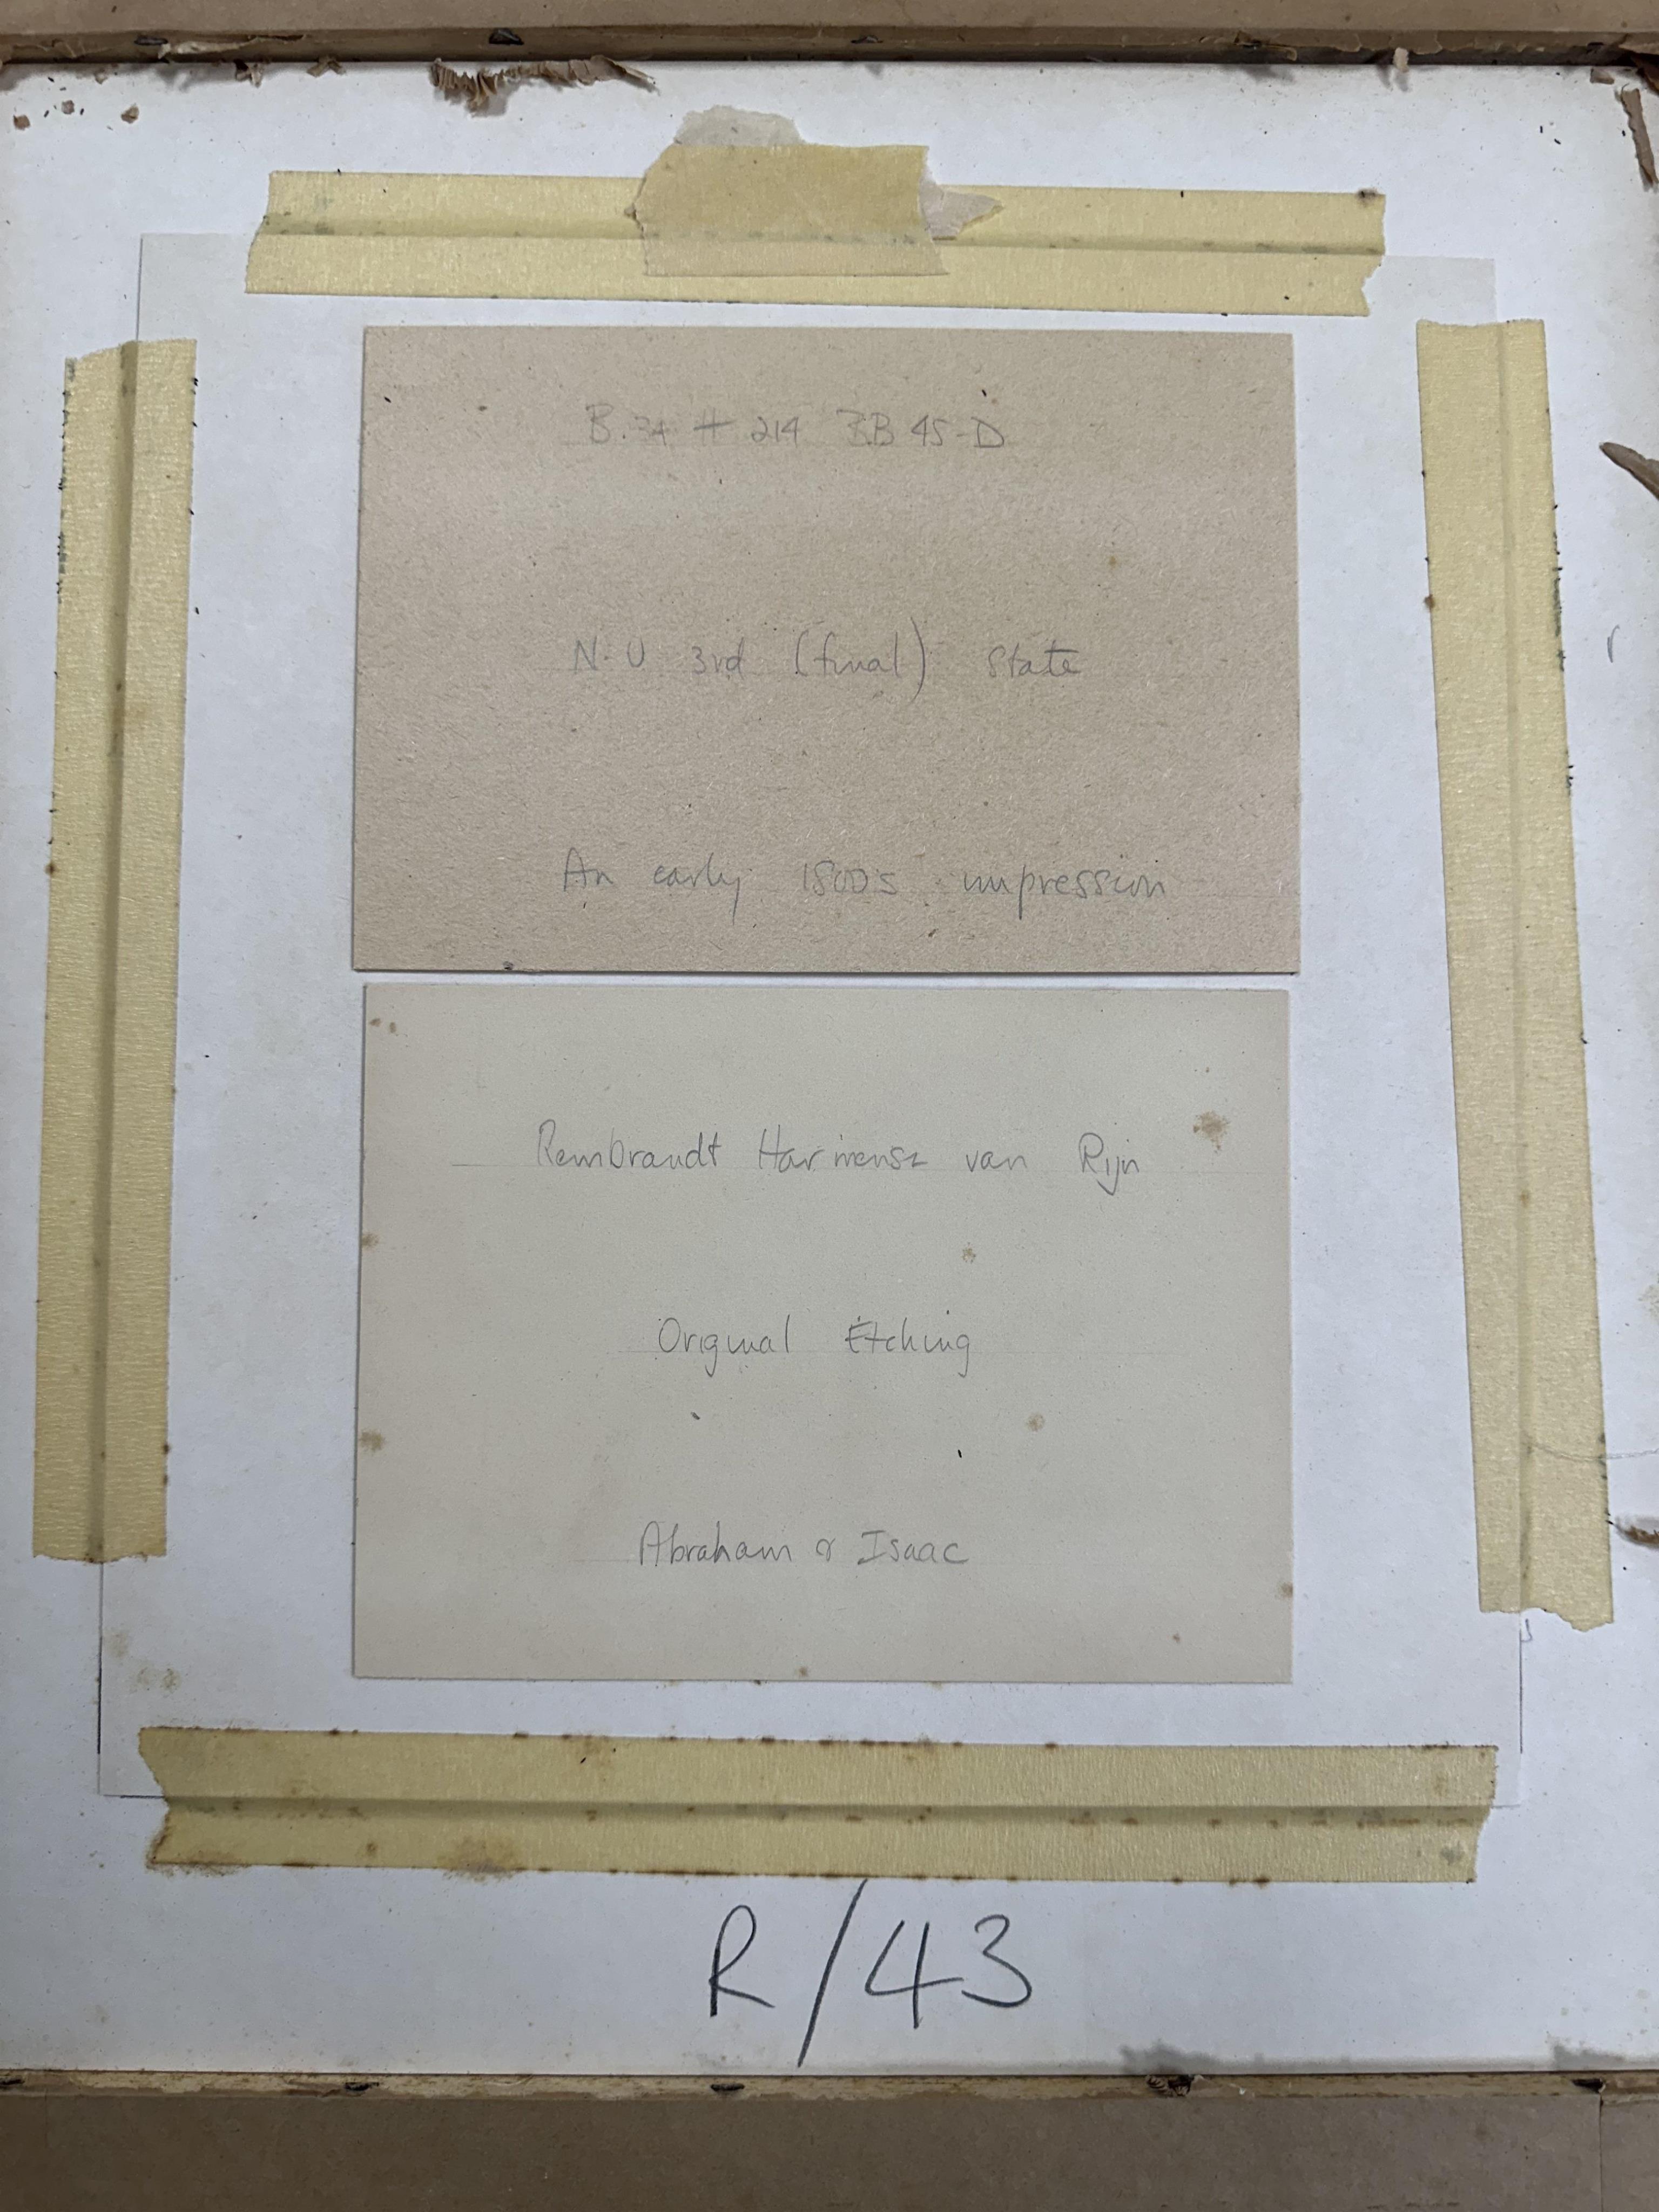 B.34 H 214 BB 45-D
N.U 3rd (final) State
An early 1800s impression
Rembrandt Harmensz van Rijn
Original Etching
Abraham & Isaac
R/43